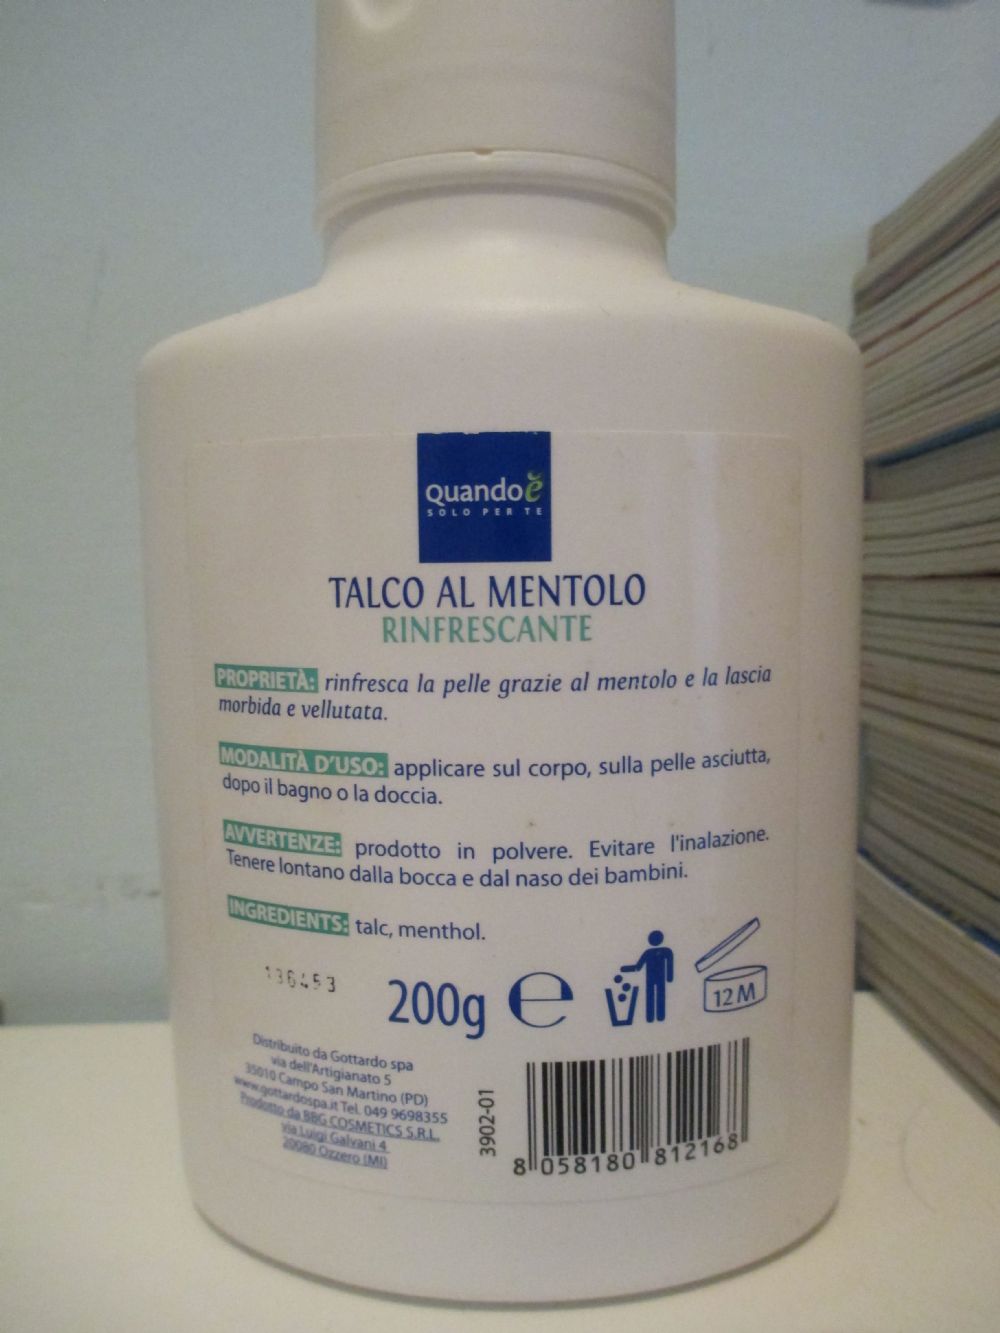 Quandoĕ
SOLO PER TE
TALCO AL MENTOLO
RINFRESCANTE
PROPRIETÀ: rinfresca la pelle grazie al mentolo e la lascia
morbida e vellutata.
MODALITÀ D'USO: applicare sul corpo, sulla pelle asciutta,
dopo il bagno o la doccia.
AVVERTENZE: prodotto in polvere. Evitare l'inalazione.
Tenere lontano dalla bocca e dal naso dei bambini.
INGREDIENTS: talc, menthol.
136453
200g ℮
12M
Distribuito da Gottardo spa
via dell'Artigianato 5
35010 Campo San Martino (PD)
www.gottardospa.it Tel. 049 9698355
Prodotto da BBG COSMETICS S.R.L.
via Luigi Galvani 4
20080 Ozzero (MI)
3902-01
8 058180 812168